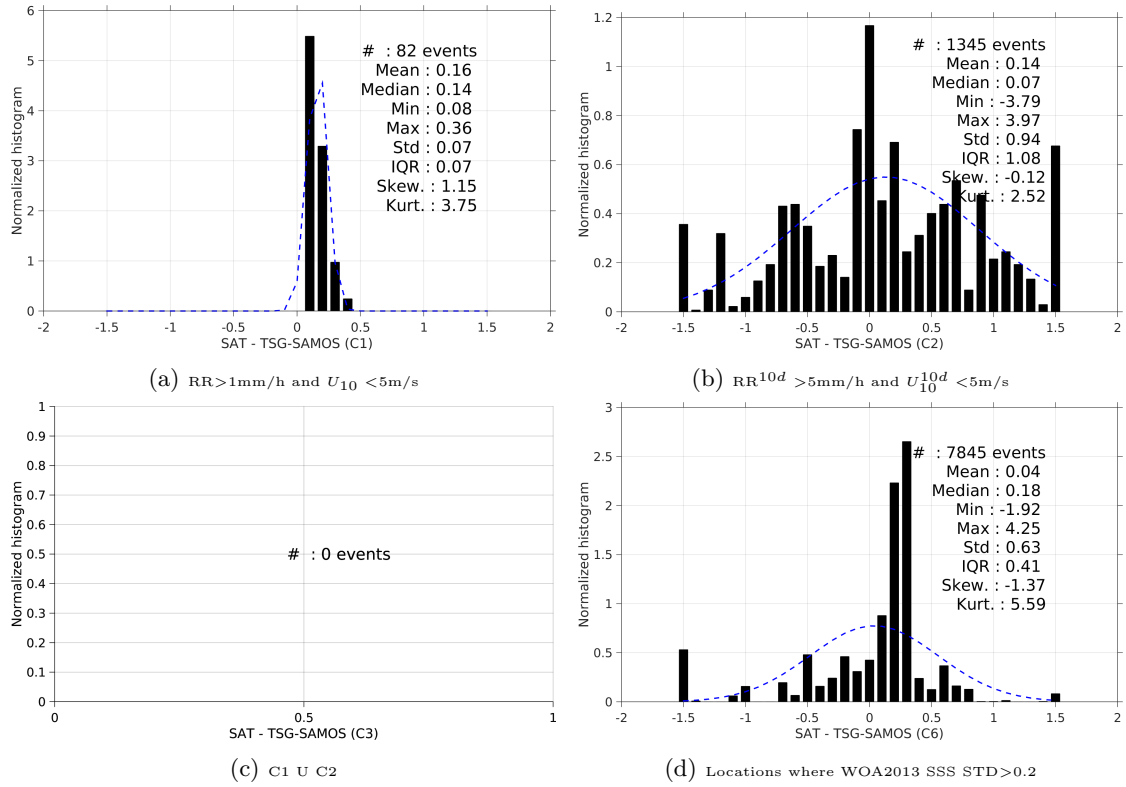 6
5
4
3
2
1
0
Normalized histogram
-2
-1.5
-1
-0.5
0
0.5
1
1.5
2
SAT - TSG-SAMOS (C1)
# : 82 events
Mean : 0.16
Median : 0.14
Min : 0.08
Max : 0.36
Std : 0.07
IQR : 0.07
Skew. : 1.15
Kurt. : 3.75
(a) RR>1mm/h and U10 <5m/s
1.2
1
0.8
0.6
0.4
0.2
0
Normalized histogram
-2
-1.5
-1
-0.5
0
0.5
1
1.5
2
SAT - TSG-SAMOS (C2)
# : 1345 events
Mean : 0.14
Median : 0.07
Min : -3.79
Max : 3.97
Std : 0.94
IQR : 1.08
Skew. : -0.12
Kurt. : 2.52
(b) RR10d >5mm/h and U10d10 <5m/s
1
0.9
0.8
0.7
0.6
0.5
0.4
0.3
0.2
0.1
0
Normalized histogram
0
0.5
1
SAT - TSG-SAMOS (C3)
# : 0 events
(c) C1 U C2
3
2.5
2
1.5
1
0.5
0
Normalized histogram
-2
-1.5
-1
-0.5
0
0.5
1
1.5
2
SAT - TSG-SAMOS (C6)
# : 7845 events
Mean : 0.04
Median : 0.18
Min : -1.92
Max : 4.25
Std : 0.63
IQR : 0.41
Skew. : -1.37
Kurt. : 5.59
(d) Locations where WOA2013 SSS STD>0.2